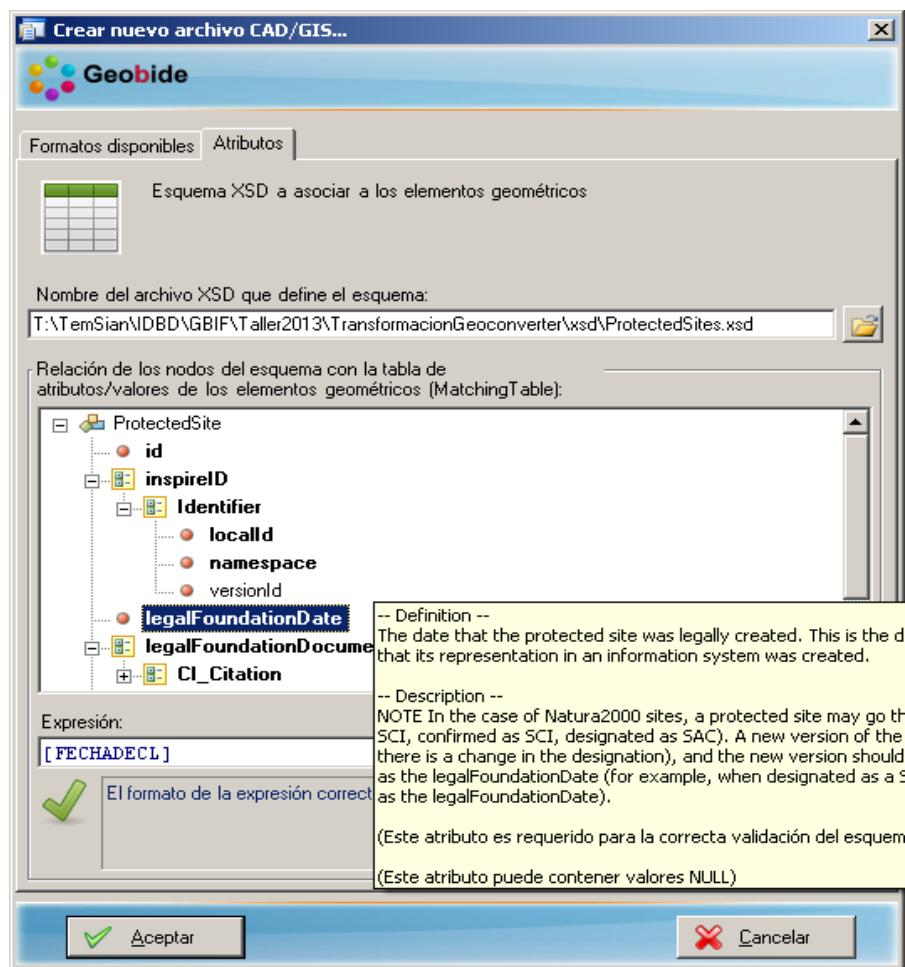 Crear nuevo archivo CAD/GIS...
Geobide
Formatos disponibles
Atributos
Esquema XSD a asociar a los elementos geométricos
Nombre del archivo XSD que define el esquema:
T:\TemSian\IDBD\GBIF\Taller2013\TransformacionGeoconverter\xsd\ProtectedSites.xsd
Relación de los nodos del esquema con la tabla de
atributos/valores de los elementos geométricos (MatchingTable):
ProtectedSite
id
inspireID
Identifier
localId
namespace
versionId
legalFoundationDate
legalFoundationDocume
CI_Citation
-- Definition --
The date that the protected site was legally created. This is the d
that its representation in an information system was created.
-- Description --
NOTE In the case of Natura2000 sites, a protected site may go th
SCI, confirmed as SCI, designated as SAC). A new version of the
there is a change in the designation), and the new version should
as the legalFoundationDate (for example, when designated as a S
as the legalFoundationDate).
(Este atributo es requerido para la correcta validación del esquem
(Este atributo puede contener valores NULL)
Expresión:
[FECHADECL]
El formato de la expresión correct
Aceptar
Cancelar